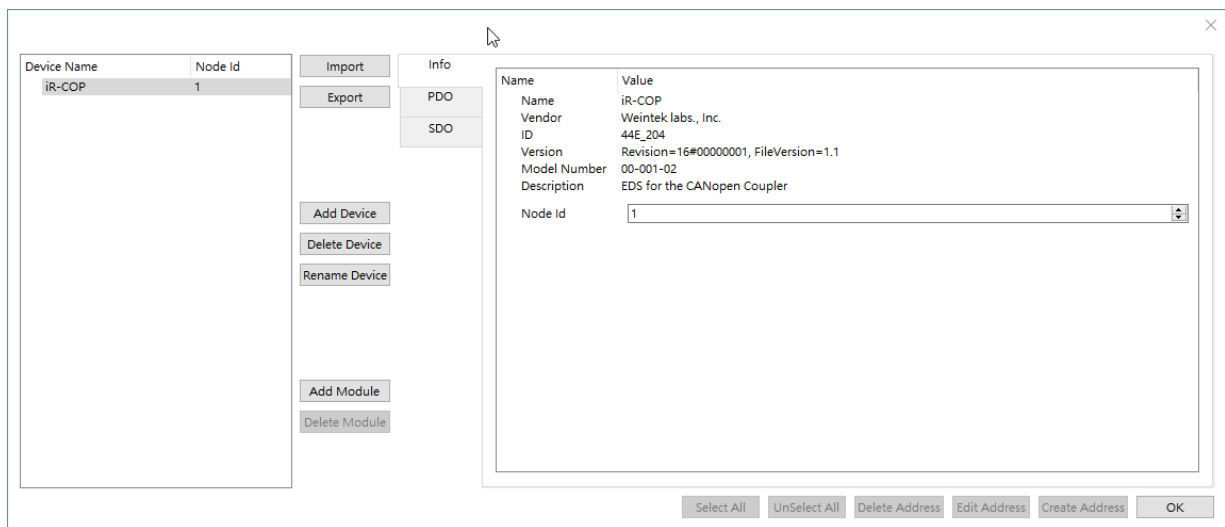 Device Name Node Id
iR-COP 1
Import
Export
Add Device
Delete Device
Rename Device
Add Module
Delete Module
Info
PDO
SDO
Name Value
Name iR-COP
Vendor Weintek labs., Inc.
ID 44E_204
Version Revision=16#00000001, FileVersion=1.1
Model Number 00-001-02
Description EDS for the CANopen Coupler
Node Id 1
Select All UnSelect All Delete Address Edit Address Create Address OK